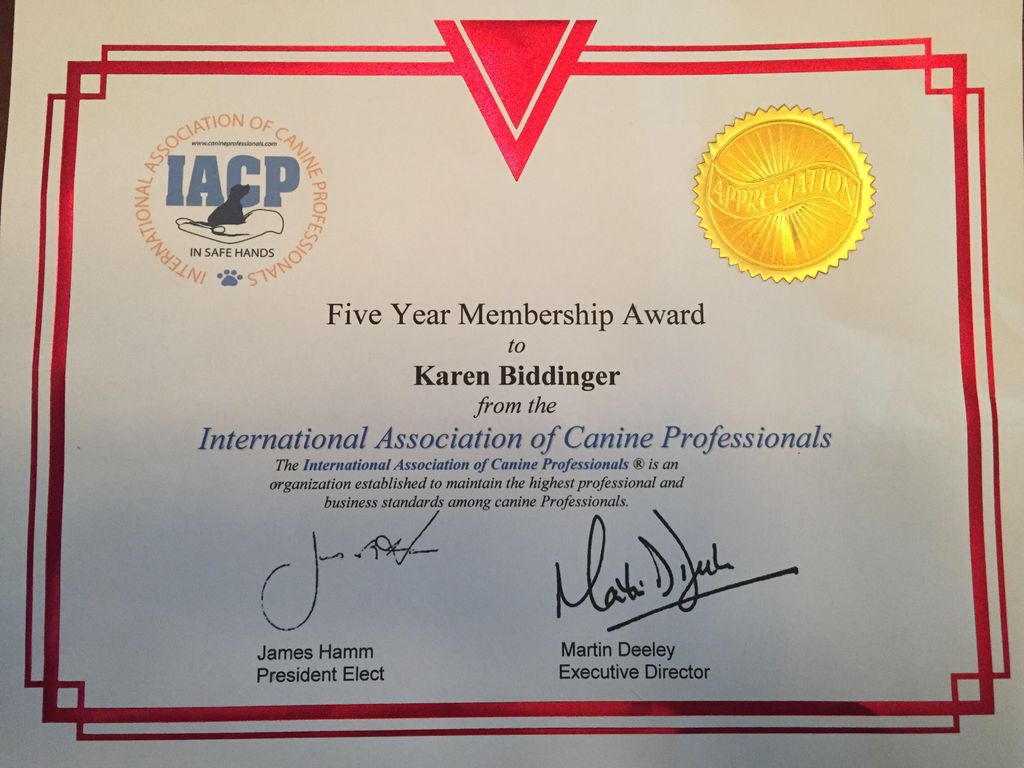 INTERNATIONAL ASSOCIATION OF CANINE PROFESSIONALS
www.canineprofessionals.com
IACP
IN SAFE HANDS
APPRECIATION
Five Year Membership Award
to
Karen Biddinger
from the
International Association of Canine Professionals
The International Association of Canine Professionals ® is an
organization established to maintain the highest professional and
business standards among canine Professionals.
Martin Deeley
James Hamm
President Elect
Martin Deeley
Executive Director